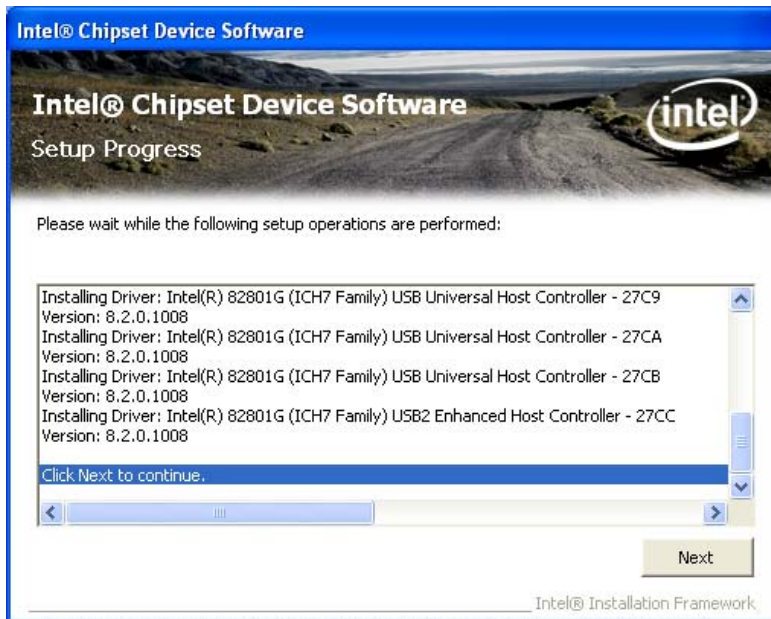 Intel® Chipset Device Software
Intel® Chipset Device Software
intel
Setup Progress
Please wait while the following setup operations are performed:
Installing Driver: Intel(R) 82801G (ICH7 Family) USB Universal Host Controller - 27C9
Version: 8.2.0.1008
Installing Driver: Intel(R) 82801G (ICH7 Family) USB Universal Host Controller - 27CA
Version: 8.2.0.1008
Installing Driver: Intel(R) 82801G (ICH7 Family) USB Universal Host Controller - 27CB
Version: 8.2.0.1008
Installing Driver: Intel(R) 82801G (ICH7 Family) USB2 Enhanced Host Controller - 27CC
Version: 8.2.0.1008
Click Next to continue.
Next
Intel® Installation Framework